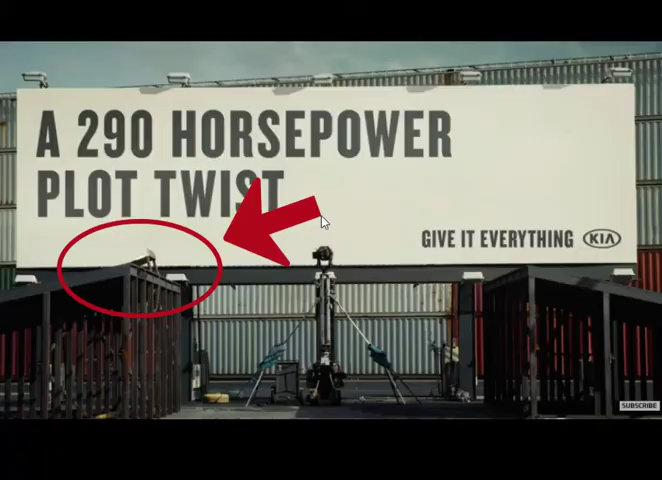 A 290 HORSEPOWER
PLOT TWIST
GIVE IT EVERYTHING KIA
SUBSCRIBE